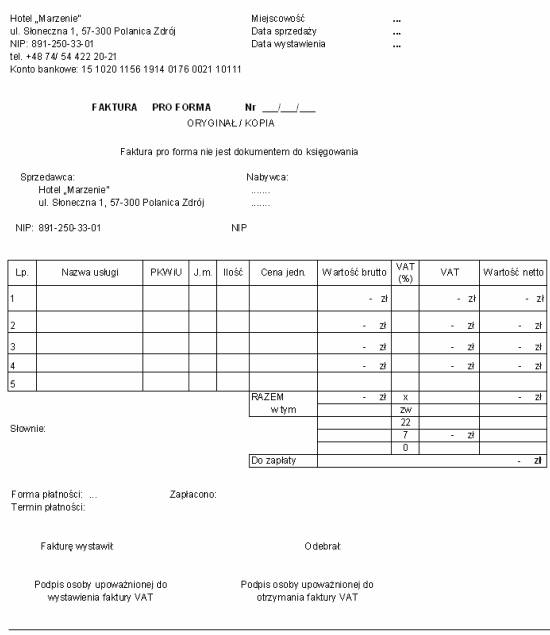 Hotel „Marzenie" Miejscowość ...
ul. Słoneczna 1, 57-300 Polanica Zdrój Data sprzedaży ...
NIP: 891-250-33-01 Data wystawienia ...
tel. +48 74/ 54 422 20-21
Konto bankowe: 15 1020 1156 1914 0176 0021 10111
FAKTURA PRO FORMA Nr ___/___/___
ORYGINAŁ / KOPIA
Faktura pro forma nie jest dokumentem do księgowania
Sprzedawca: Nabywca:
Hotel „Marzenie" .......
ul. Słoneczna 1, 57-300 Polanica Zdrój .......
NIP: 891-250-33-01 NIP
Lp. Nazwa usługi PKWiU J.m. Ilość Cena jedn. Wartość brutto VAT (%) VAT Wartość netto
1 - zł - zł - zł
2 - zł - zł - zł
3 - zł - zł - zł
4 - zł - zł - zł
5
RAZEM - zł x - zł
w tym zw
Słownie: 22
7 - zł
0
Do zapłaty - zł
Forma płatności: ... Zapłacono:
Termin płatności:
Fakturę wystawił: Odebrał:
Podpis osoby upoważnionej do Podpis osoby upoważnionej do
wystawienia faktury VAT otrzymania faktury VAT